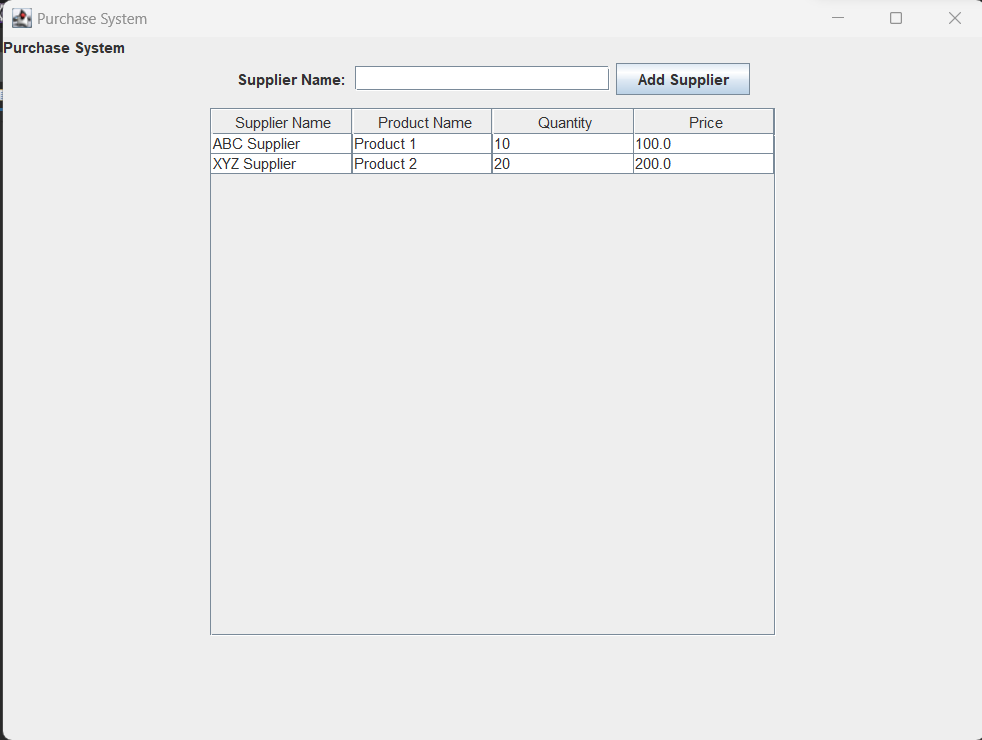 Purchase System
Purchase System
Supplier Name: Add Supplier
Supplier Name Product Name Quantity Price
ABC Supplier Product 1 10 100.0
XYZ Supplier Product 2 20 200.0